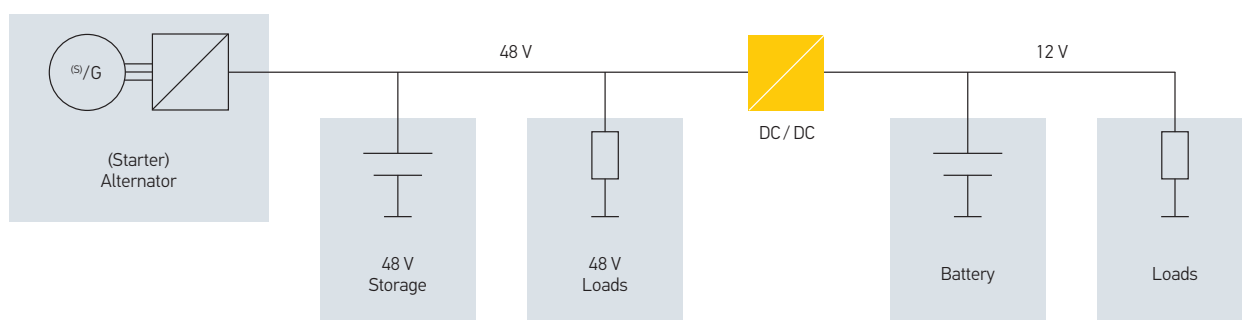 (S)/G
(Starter)
Alternator
48 V
48 V
Storage
48 V
Loads
DC / DC
12 V
Battery
Loads